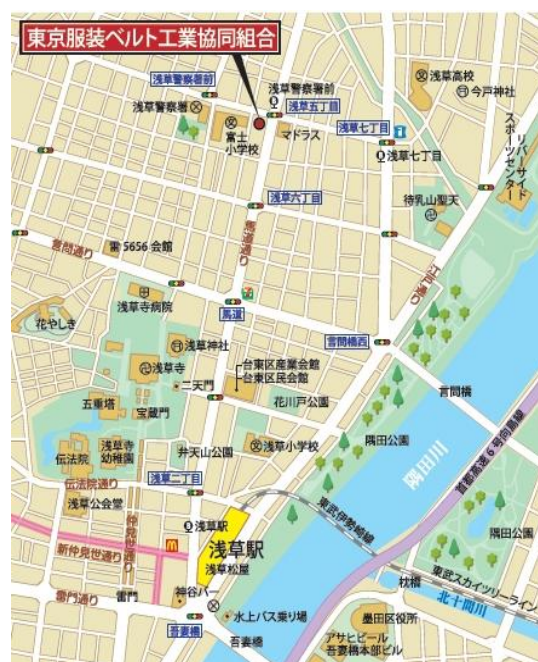 東京服装ベルト工業協同組合
浅草警察署前
浅草警察署前
浅草高校
今戸神社
浅草警察署
浅草五丁目
富士
小学校
マドラス
浅草七丁目
浅草七丁目
リバーサイド
スポーツセンター
待乳山聖天
浅草六丁目
馬道通り
江戸通り
言問通り
雷5656会館
浅草寺病院
馬道
花やしき
浅草神社
言問橋西
浅草寺
台東区産業会館
台東区民会館
言問橋
二天門
花川戸公園
五重塔
宝蔵門
隅田公園
隅田川
首都高速6号向島線
浅草寺
幼稚園
伝法院
弁天山公園
浅草小学校
伝法院通り
浅草二丁目
浅草公会堂
仲見世通り
浅草駅
東武伊勢崎線
隅田公園
新仲見世通り
浅草駅
浅草松屋
東武スカイツリーライン
枕橋
北十間川
神谷バー
雷門通り
雷門
水上バス乗り場
墨田区役所
吾妻橋
吾妻橋
アサヒビール
吾妻橋本部ビル